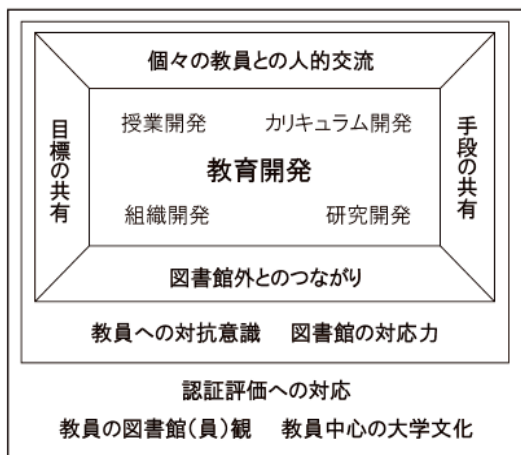 個々の教員との人的交流
目標の共有
授業開発 カリキュラム開発
教育開発
組織開発 研究開発
手段の共有
図書館外とのつながり
教員への対抗意識 図書館の対応力
認証評価への対応
教員の図書館(員)観 教員中心の大学文化